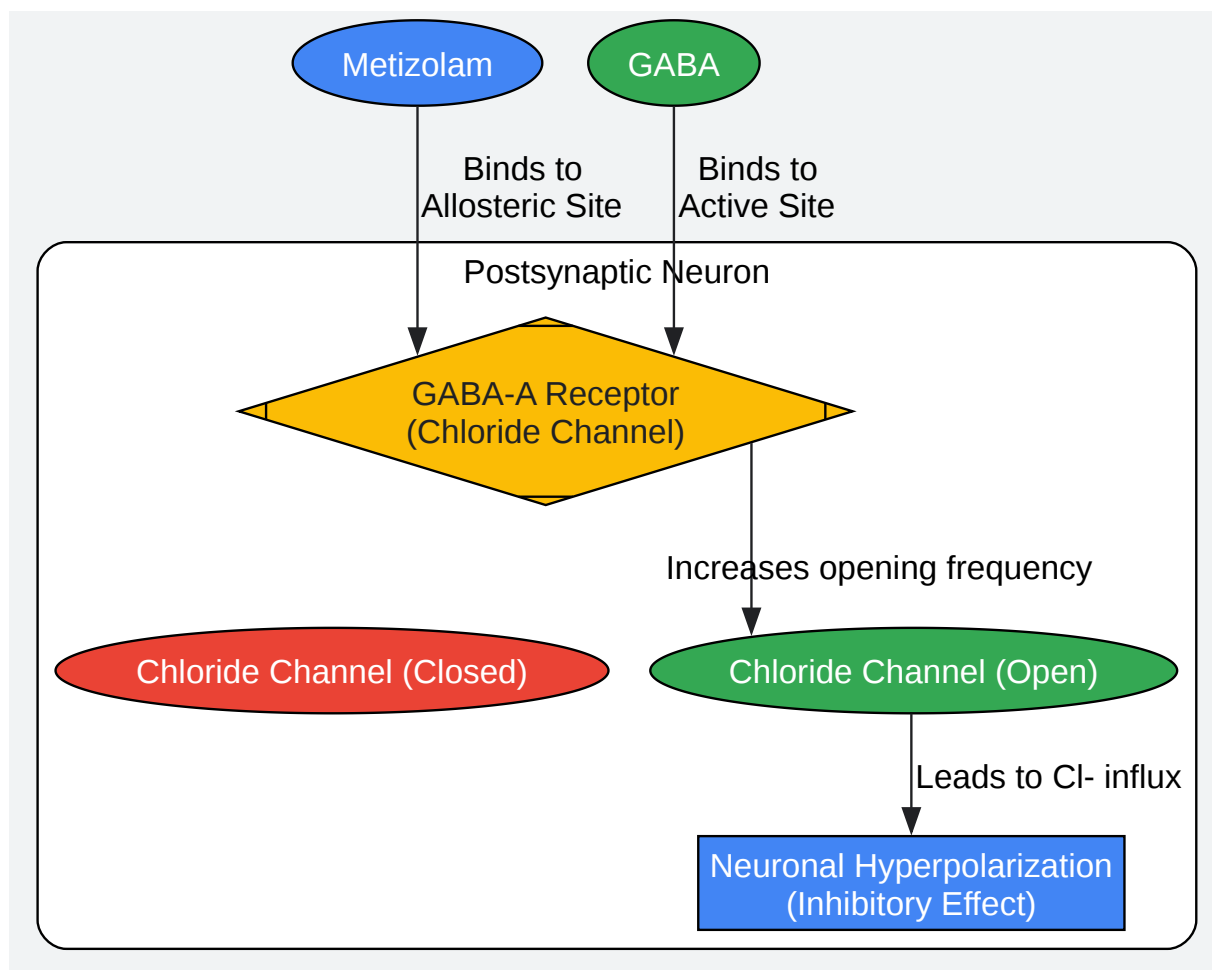 Metizolam
GABA
Binds to
Allosteric Site
Binds to
Active Site
Postsynaptic Neuron
GABA-A Receptor
(Chloride Channel)
Increases opening frequency
Chloride Channel (Closed)
Chloride Channel (Open)
Leads to Cl- influx
Neuronal Hyperpolarization
(Inhibitory Effect)